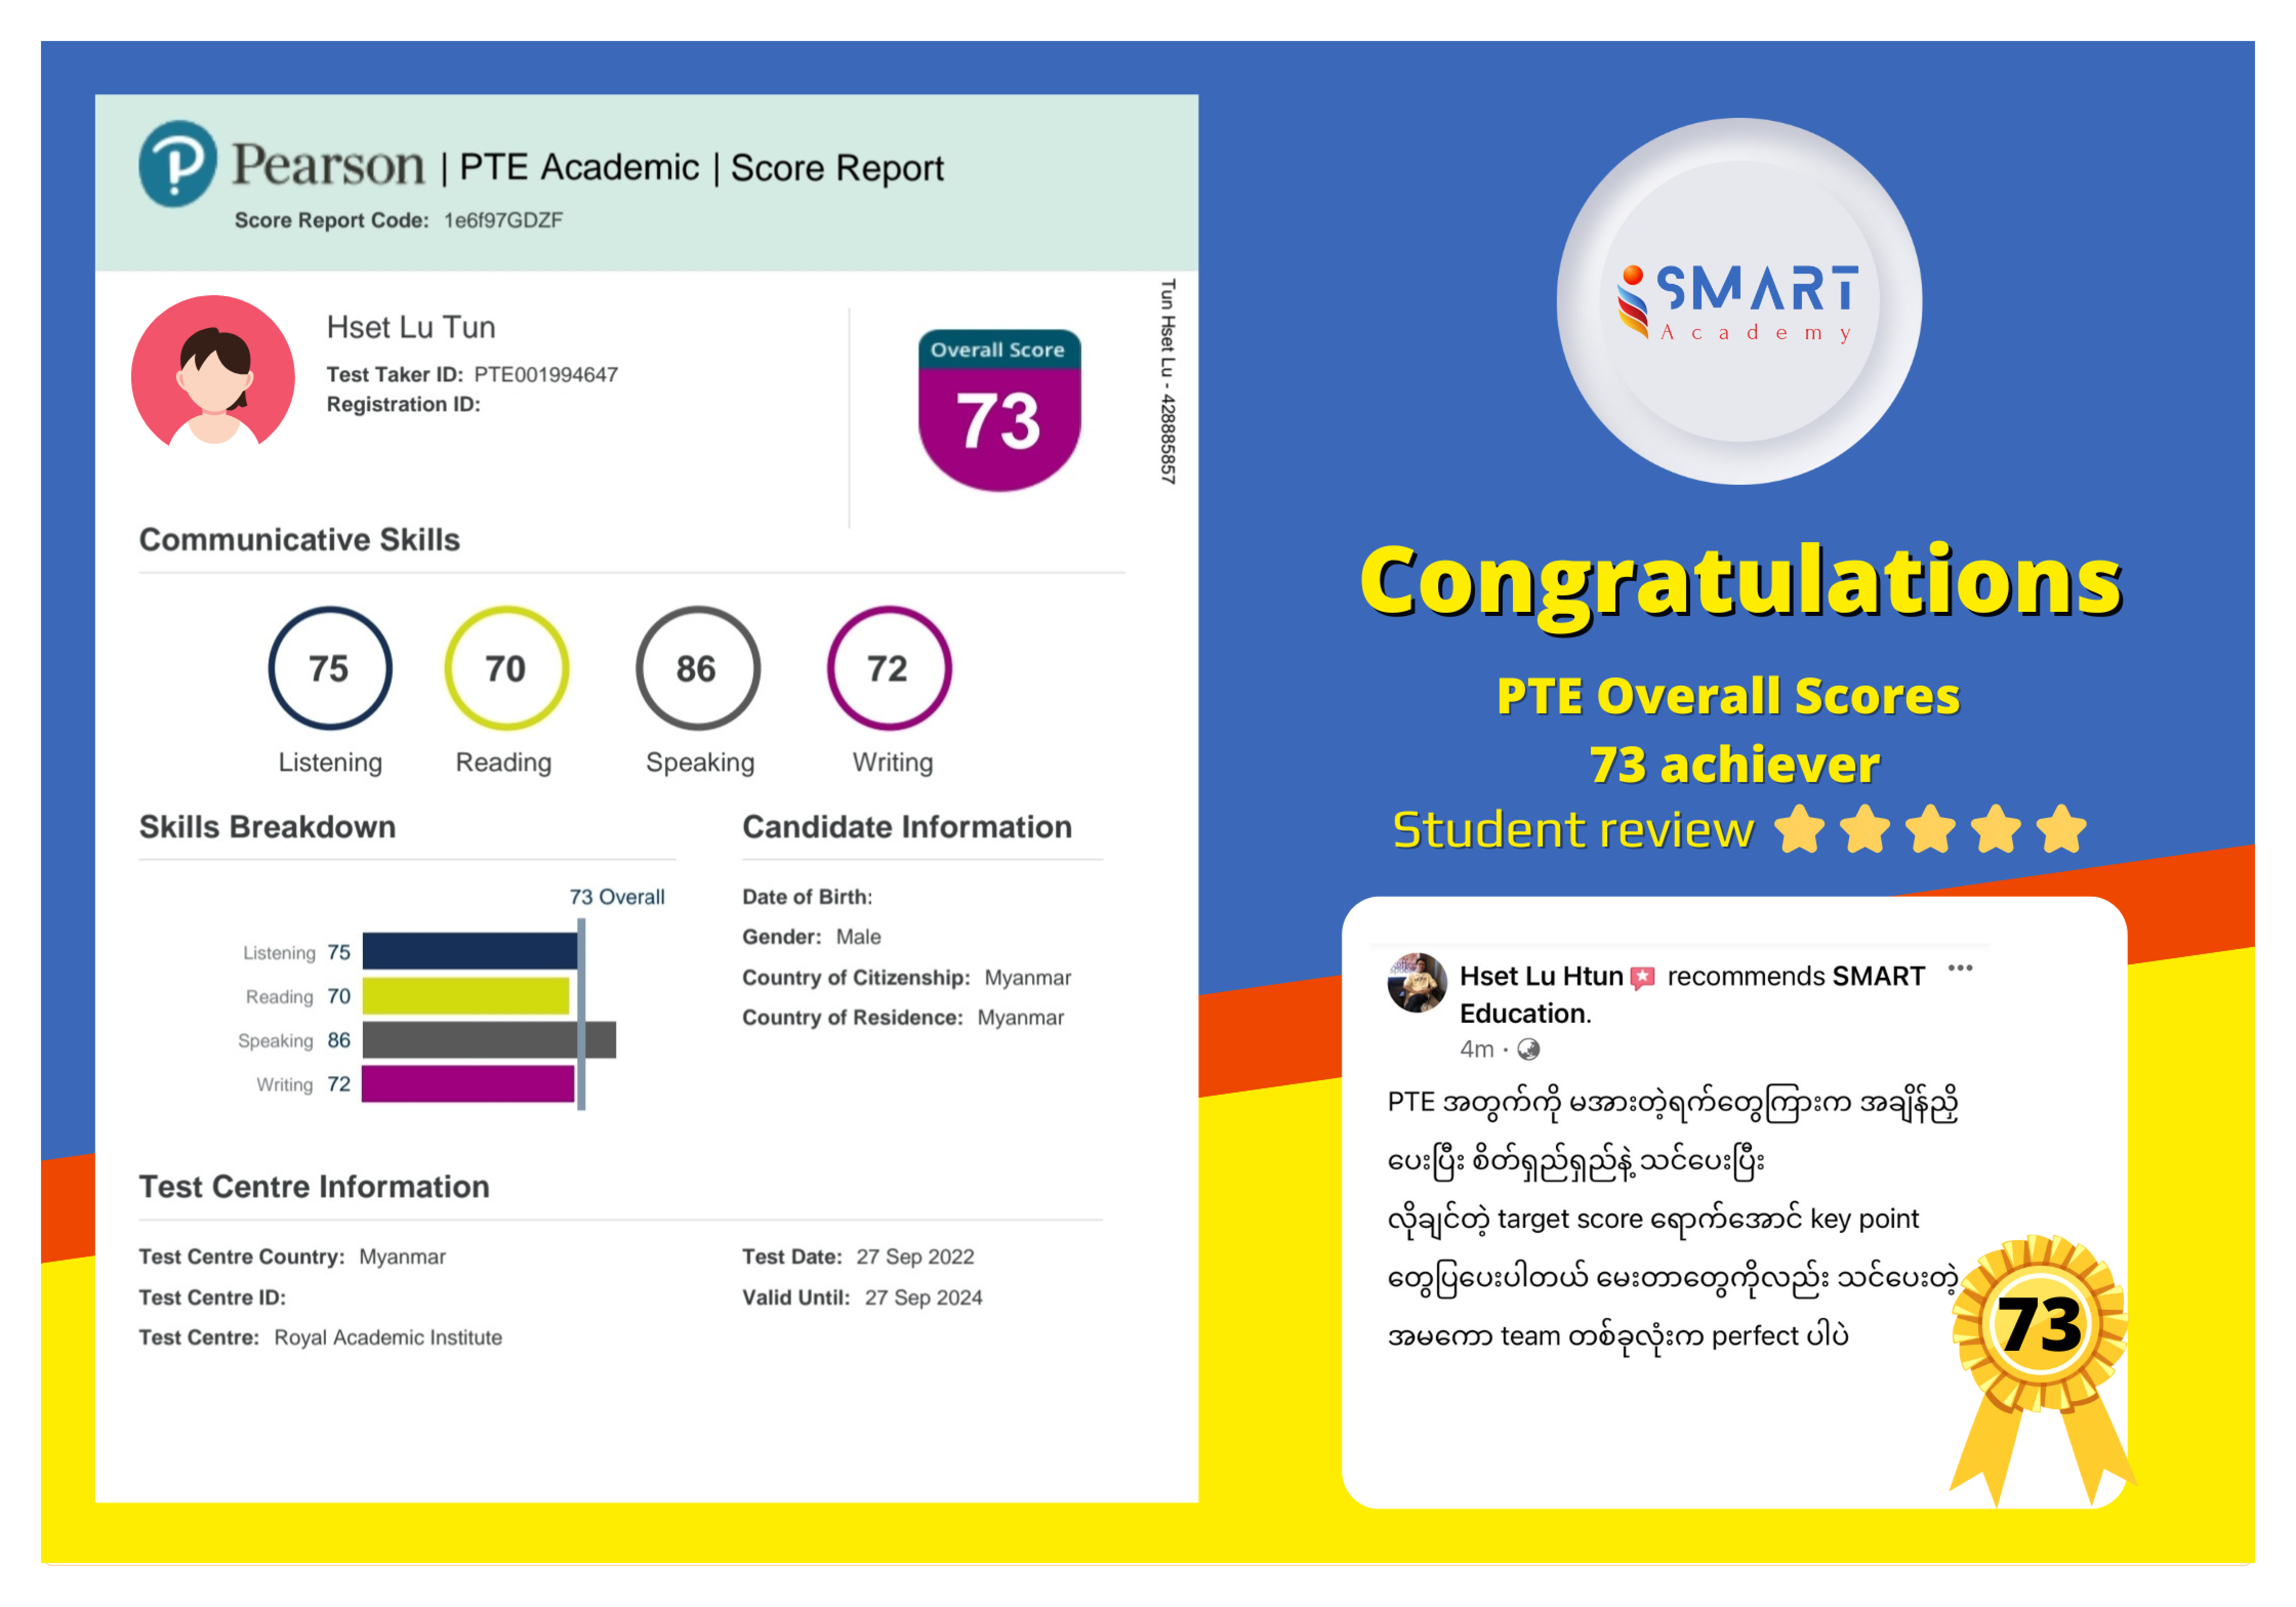 Pearson | PTE Academic | Score Report
Score Report Code: 1e6f97GDZF
Hset Lu Tun
Test Taker ID: PTE001994647
Registration ID:
Overall Score
73
Tun Hset Lu - 428885857
Communicative Skills
75 70 86 72
Listening Reading Speaking Writing
Skills Breakdown
73 Overall
Listening 75
Reading 70
Speaking 86
Writing 72
Candidate Information
Date of Birth:
Gender: Male
Country of Citizenship: Myanmar
Country of Residence: Myanmar
Test Centre Information
Test Centre Country: Myanmar
Test Centre ID:
Test Centre: Royal Academic Institute
Test Date: 27 Sep 2022
Valid Until: 27 Sep 2024
SMART
Academy
Congratulations
PTE Overall Scores
73 achiever
Student review
Hset Lu Htun recommends SMART
Education.
4m ·
PTE အတွက်ကို မအားတဲ့ရက်တွေကြားက အချိန်ညှိ
ပေးပြီး စိတ်ရှည်ရှည်နဲ့ သင်ပေးပြီး
လိုချင်တဲ့ target score ရောက်အောင် key point
တွေပြပေးပါတယ် မေးတာတွေကိုလည်း သင်ပေးတဲ့
အမကော team တစ်ခုလုံးက perfect ပါပဲ
73